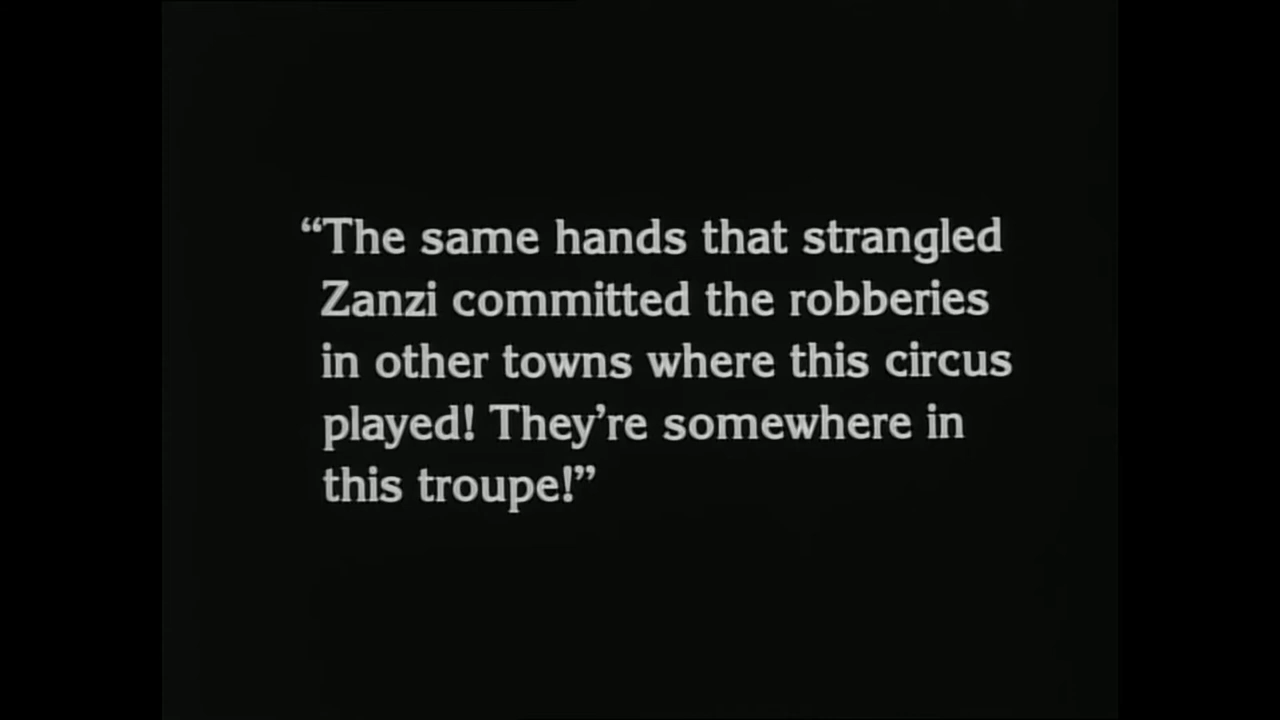 “The same hands that strangled
Zanzi committed the robberies
in other towns where this circus
played! They’re somewhere in
this troupe!”